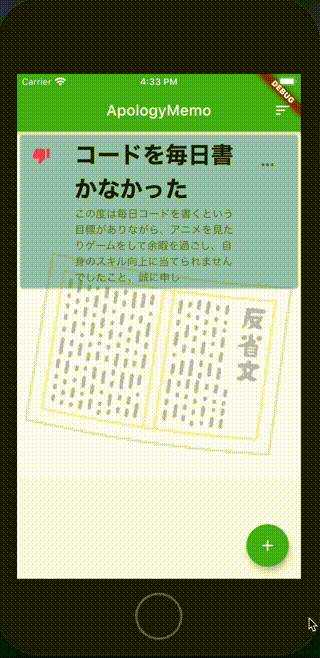 Carrier
4:33 PM
DEBUG
ApologyMemo
コードを毎日書
かなかった
この度は毎日コードを書くという
目標がありながら、アニメを見た
りゲームをして余暇を過ごし、自
身のスキル向上に当てられません
でしたこと、誠に申し
反省文